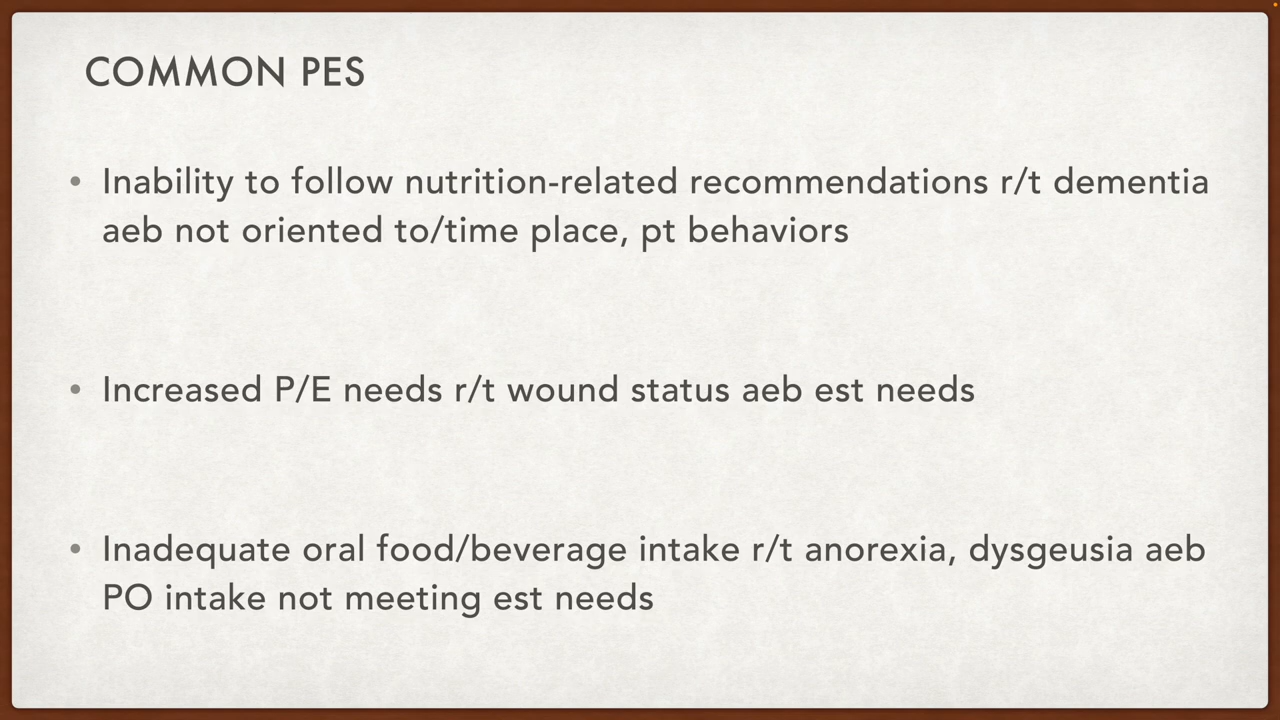 COMMON PES
• Inability to follow nutrition-related recommendations r/t dementia
aeb not oriented to/time place, pt behaviors
• Increased P/E needs r/t wound status aeb est needs
• Inadequate oral food/beverage intake r/t anorexia, dysgeusia aeb
PO intake not meeting est needs